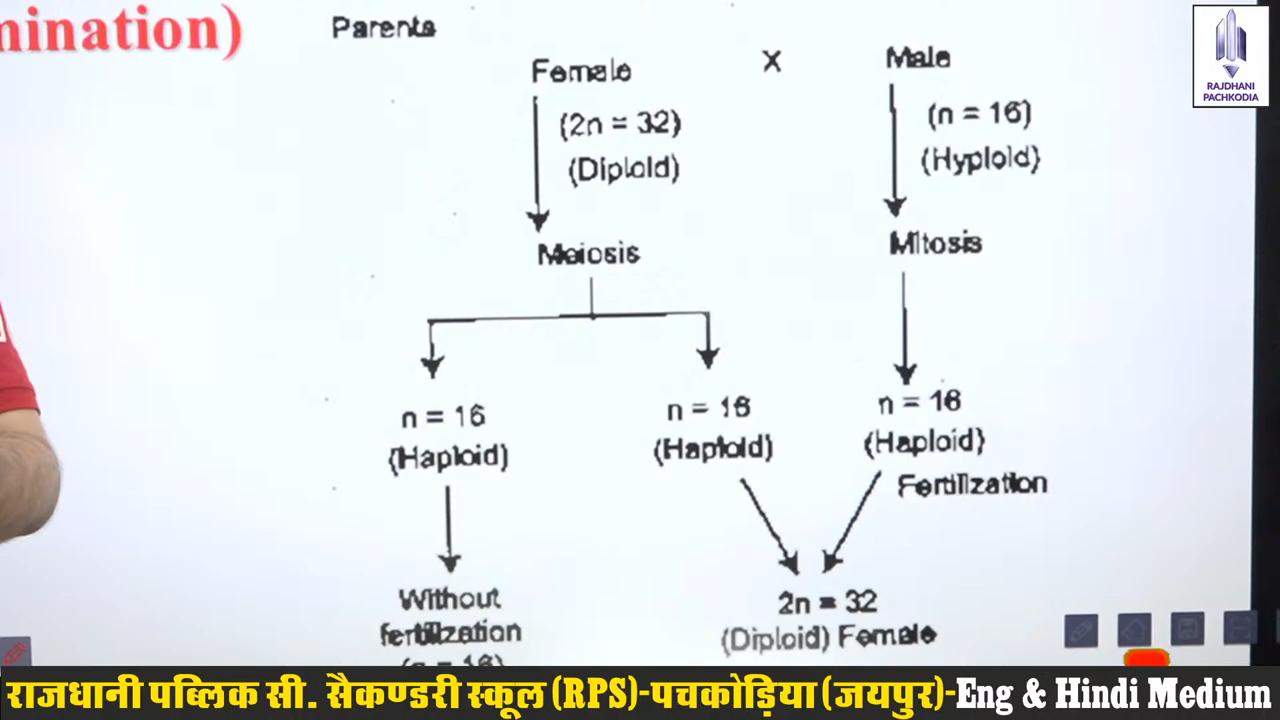 mination)
Parents
Female X Male
(2n = 32) (n = 16)
(Diploid) (Hyploid)
Meiosis Mitosis
n = 16 n = 16 n = 16
(Haploid) (Haploid) (Haploid)
Fertilization
Without
fertilization
2n = 32
(Diploid) Female
(n = 16)
RAJDHANI
PACHKODIA
राजधानी पब्लिक सी. सैकण्डरी स्कूल (RPS)-पचकोड़िया (जयपुर)-Eng & Hindi Medium